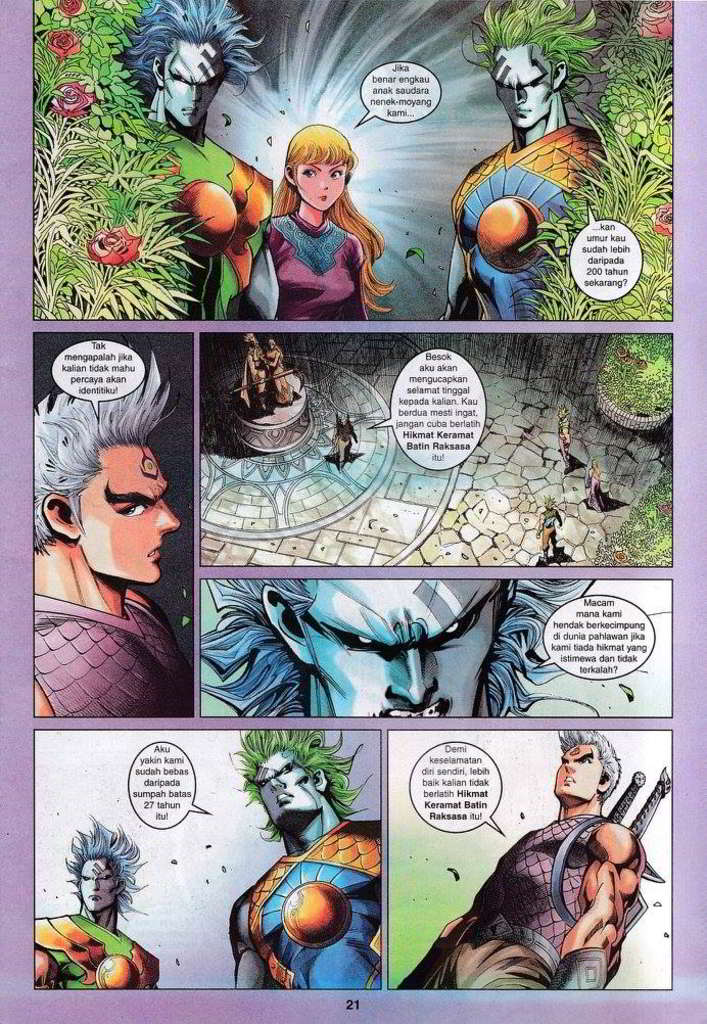 Jika
benar engkau
anak saudara
nenek-moyang
kami...
...kan
umur kau
sudah lebih
daripada
200 tahun
sekarang?
Tak
mengapalah jika
kalian tidak mahu
percaya akan
identitiku!
Besok
aku akan
mengucapkan
selamat tinggal
kepada kalian. Kau
berdua mesti ingat,
jangan cuba berlatih
Hikmat Keramat
Batin Raksasa
itu!
Macam
mana kami
hendak berkecimpung
di dunia pahlawan jika
kami tiada hikmat yang
istimewa dan tidak
terkalah?
Aku
yakin kami
sudah bebas
daripada
sumpah batas
27 tahun
itu!
Demi
keselamatan
diri sendiri, lebih
baik kalian tidak
berlatih Hikmat
Keramat Batin
Raksasa itu!
21